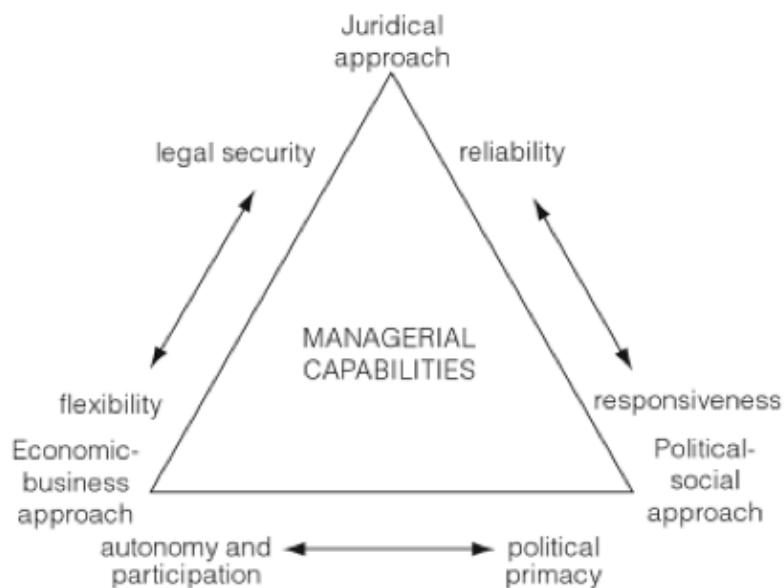 Juridical
approach
legal security
reliability
MANAGERIAL
CAPABILITIES
flexibility
responsiveness
Economic-
business
approach
Political-
social
approach
autonomy and
participation
political
primacy